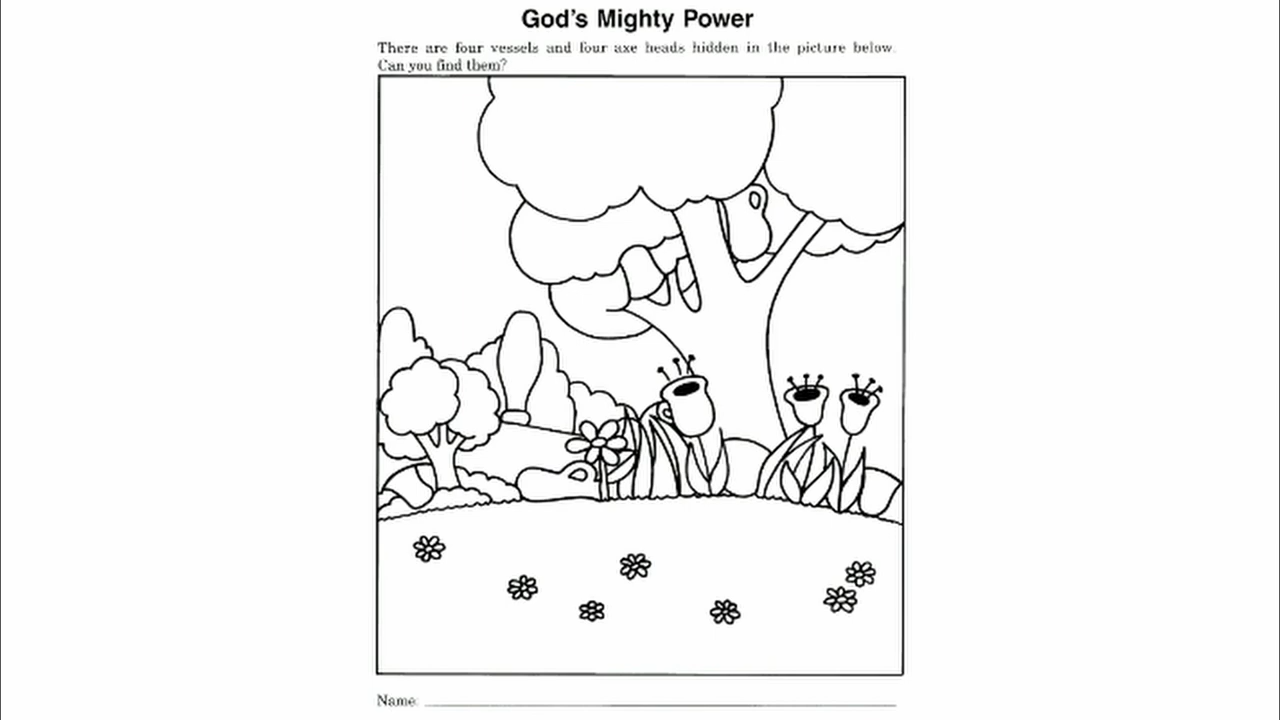 God's Mighty Power
There are four vessels and four axe heads hidden in the picture below.
Can you find them?
Name: